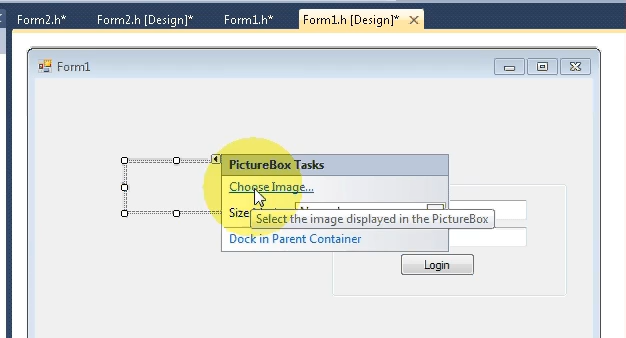 Form2.h* Form2.h [Design]* Form1.h* Form1.h [Design]*
Form1
PictureBox Tasks
Choose Image...
Select the image displayed in the PictureBox
Dock in Parent Container
Login